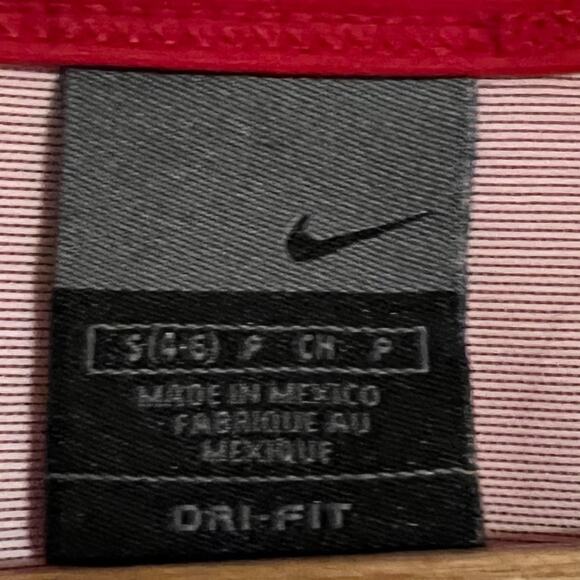 S(4-6) P CH P
MADE IN MEXICO
FABRIQUE AU
MEXIQUE
DRI-FIT